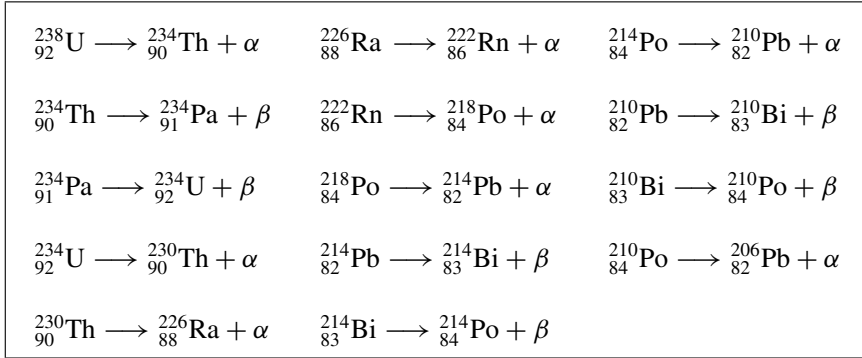 ²³⁸₉₂U ⟶ ²³⁴₉₀Th + α ²²⁶₈₈Ra ⟶ ²²²₈₆Rn + α ²¹⁴₈₄Po ⟶ ²¹⁰₈₂Pb + α
²³⁴₉₀Th ⟶ ²³⁴₉₁Pa + β ²²²₈₆Rn ⟶ ²¹⁸₈₄Po + α ²¹⁰₈₂Pb ⟶ ²¹⁰₈₃Bi + β
²³⁴₉₁Pa ⟶ ²³⁴₉₂U + β ²¹⁸₈₄Po ⟶ ²¹⁴₈₂Pb + α ²¹⁰₈₃Bi ⟶ ²¹⁰₈₄Po + β
²³⁴₉₂U ⟶ ²³⁰₉₀Th + α ²¹⁴₈₂Pb ⟶ ²¹⁴₈₃Bi + β ²¹⁰₈₄Po ⟶ ²⁰⁶₈₂Pb + α
²³⁰₉₀Th ⟶ ²²⁶₈₈Ra + α ²¹⁴₈₃Bi ⟶ ²¹⁴₈₄Po + β